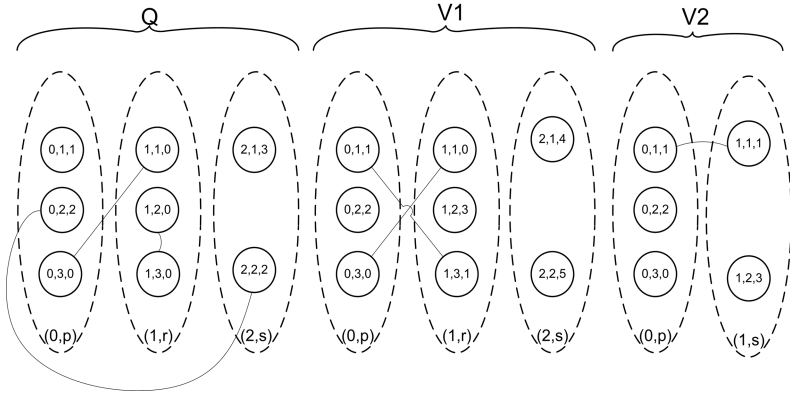 Q V1 V2
0,1,1 1,1,0 2,1,3 0,1,1 1,1,0 2,1,4 0,1,1 1,1,1
0,2,2 1,2,0 0,2,2 1,2,3 0,2,2
0,3,0 1,3,0 2,2,2 0,3,0 1,3,1 2,2,5 0,3,0 1,2,3
(0,p) (1,r) (2,s) (0,p) (1,r) (2,s) (0,p) (1,s)